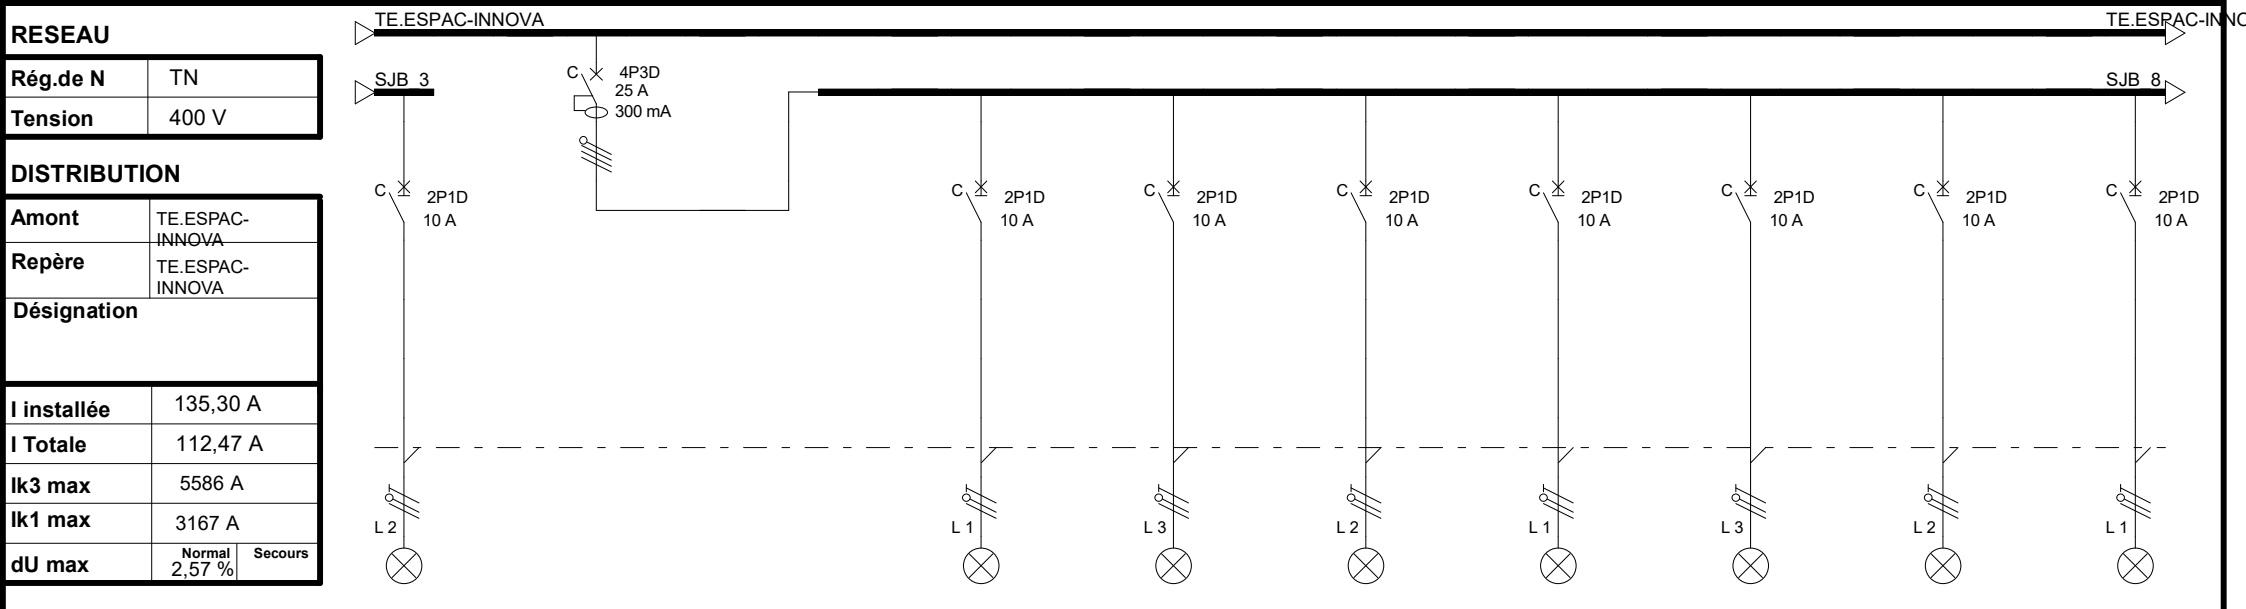 RESEAU
Rég.de N TN
Tension 400 V
DISTRIBUTION
Amont TE.ESPAC-
INNOVA
Repère TE.ESPAC-
INNOVA
Désignation
I installée 135,30 A
I Totale 112,47 A
Ik3 max 5586 A
Ik1 max 3167 A
dU max Normal Secours
2,57 %
TE.ESPAC-INNOVA TE.ESPAC-INNO
SJB 3 SJB 8
C 4P3D
25 A
300 mA
C 2P1D
10 A
C 2P1D
10 A
C 2P1D
10 A
C 2P1D
10 A
C 2P1D
10 A
C 2P1D
10 A
C 2P1D
10 A
C 2P1D
10 A
L 2 L 1 L 3 L 2 L 1 L 3 L 2 L 1